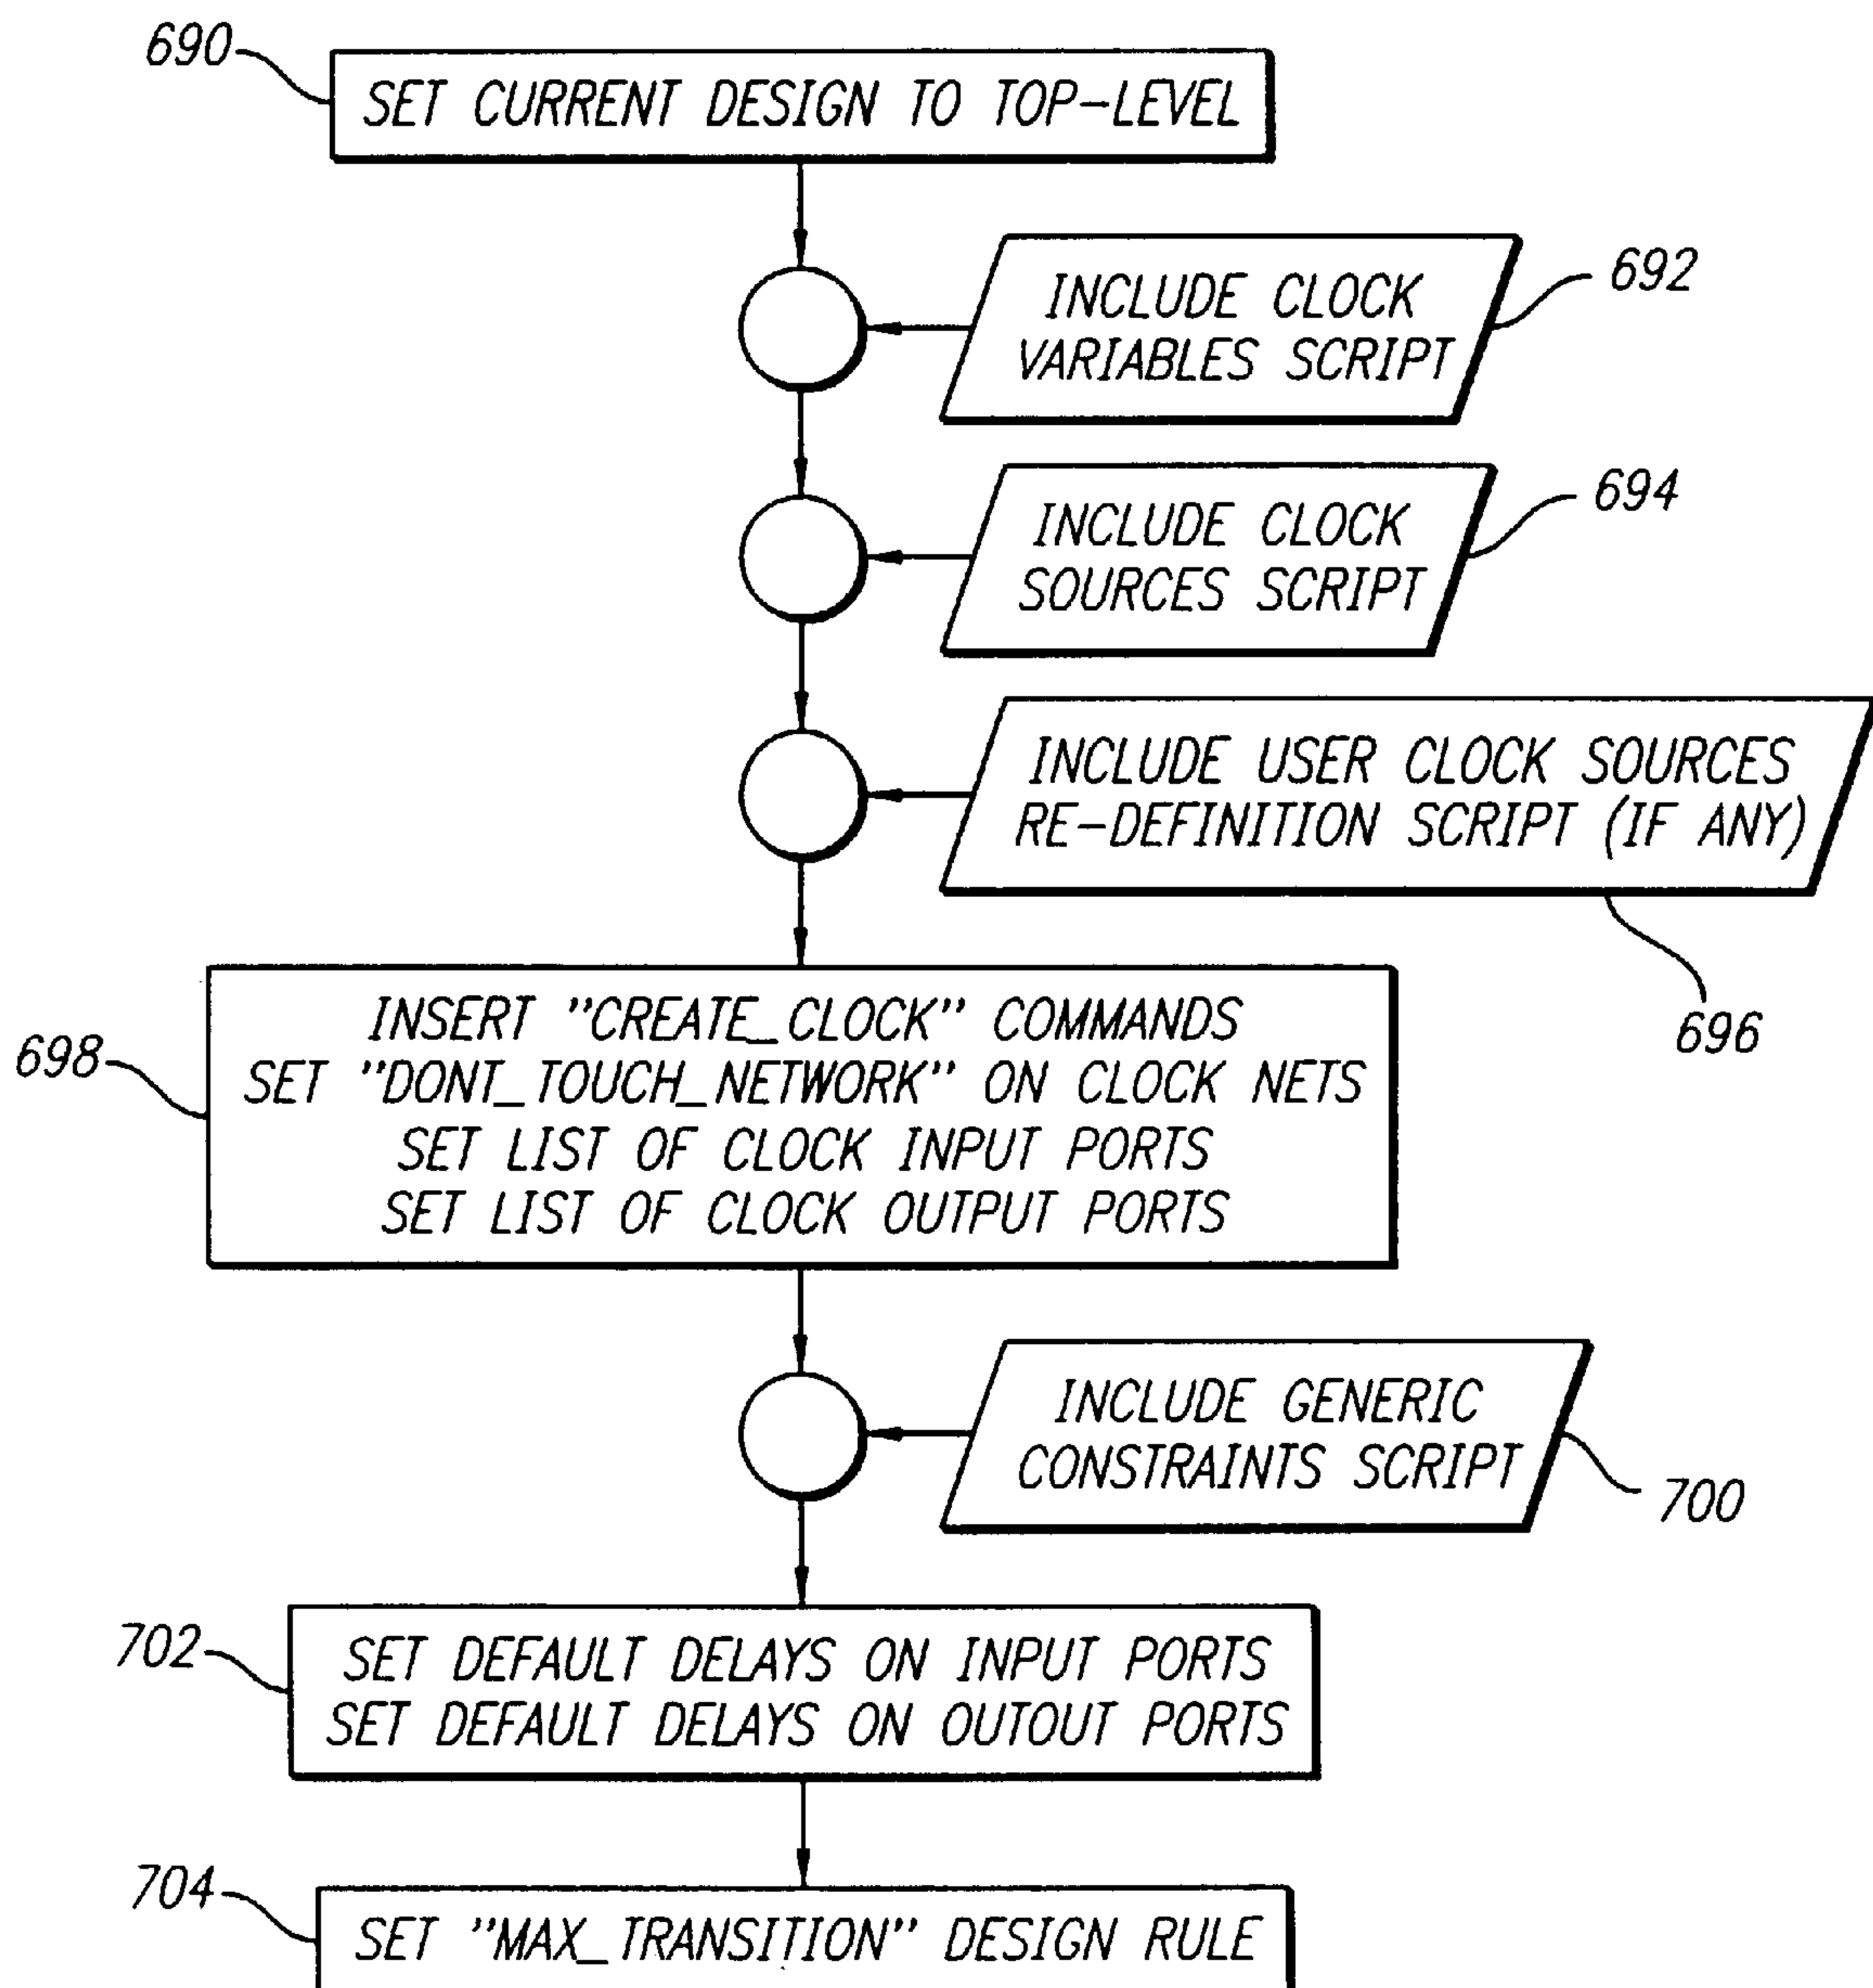 690
SET CURRENT DESIGN TO TOP-LEVEL
INCLUDE CLOCK
VARIABLES SCRIPT
692
INCLUDE CLOCK
SOURCES SCRIPT
694
INCLUDE USER CLOCK SOURCES
RE-DEFINITION SCRIPT (IF ANY)
696
698
INSERT "CREATE_CLOCK" COMMANDS
SET "DONT_TOUCH_NETWORK" ON CLOCK NETS
SET LIST OF CLOCK INPUT PORTS
SET LIST OF CLOCK OUTPUT PORTS
INCLUDE GENERIC
CONSTRAINTS SCRIPT
700
702
SET DEFAULT DELAYS ON INPUT PORTS
SET DEFAULT DELAYS ON OUTOUT PORTS
704
SET "MAX_TRANSITION" DESIGN RULE